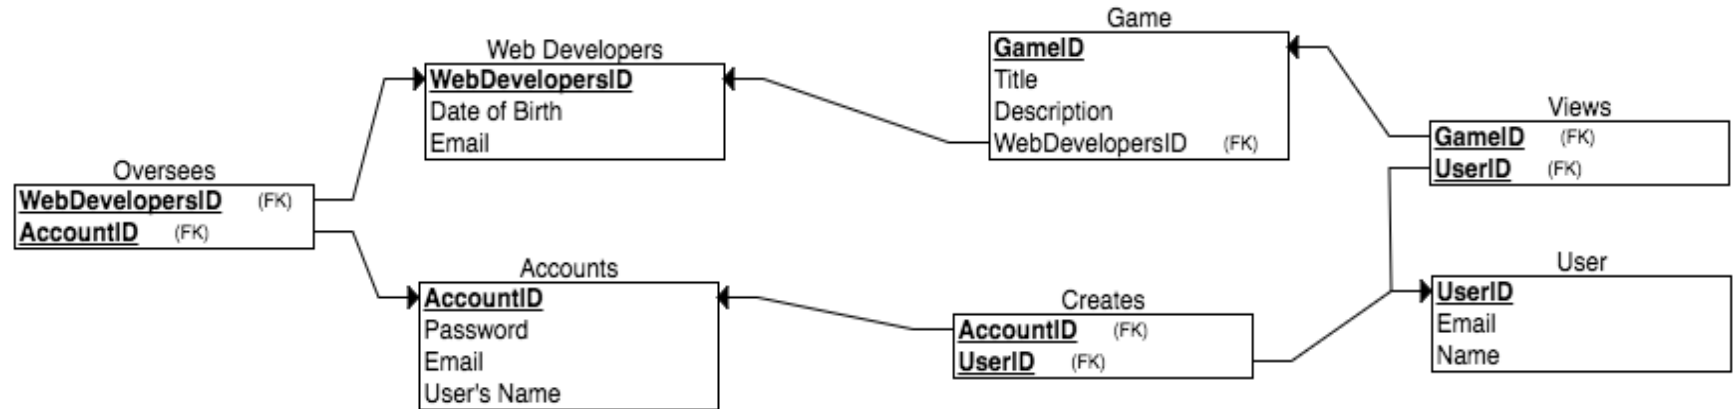 Game
GameID
Title
Description
WebDevelopersID (FK)
Web Developers
WebDevelopersID
Date of Birth
Email
Views
GameID (FK)
UserID (FK)
Oversees
WebDevelopersID (FK)
AccountID (FK)
Accounts
AccountID
Password
Email
User's Name
Creates
AccountID (FK)
UserID (FK)
User
UserID
Email
Name